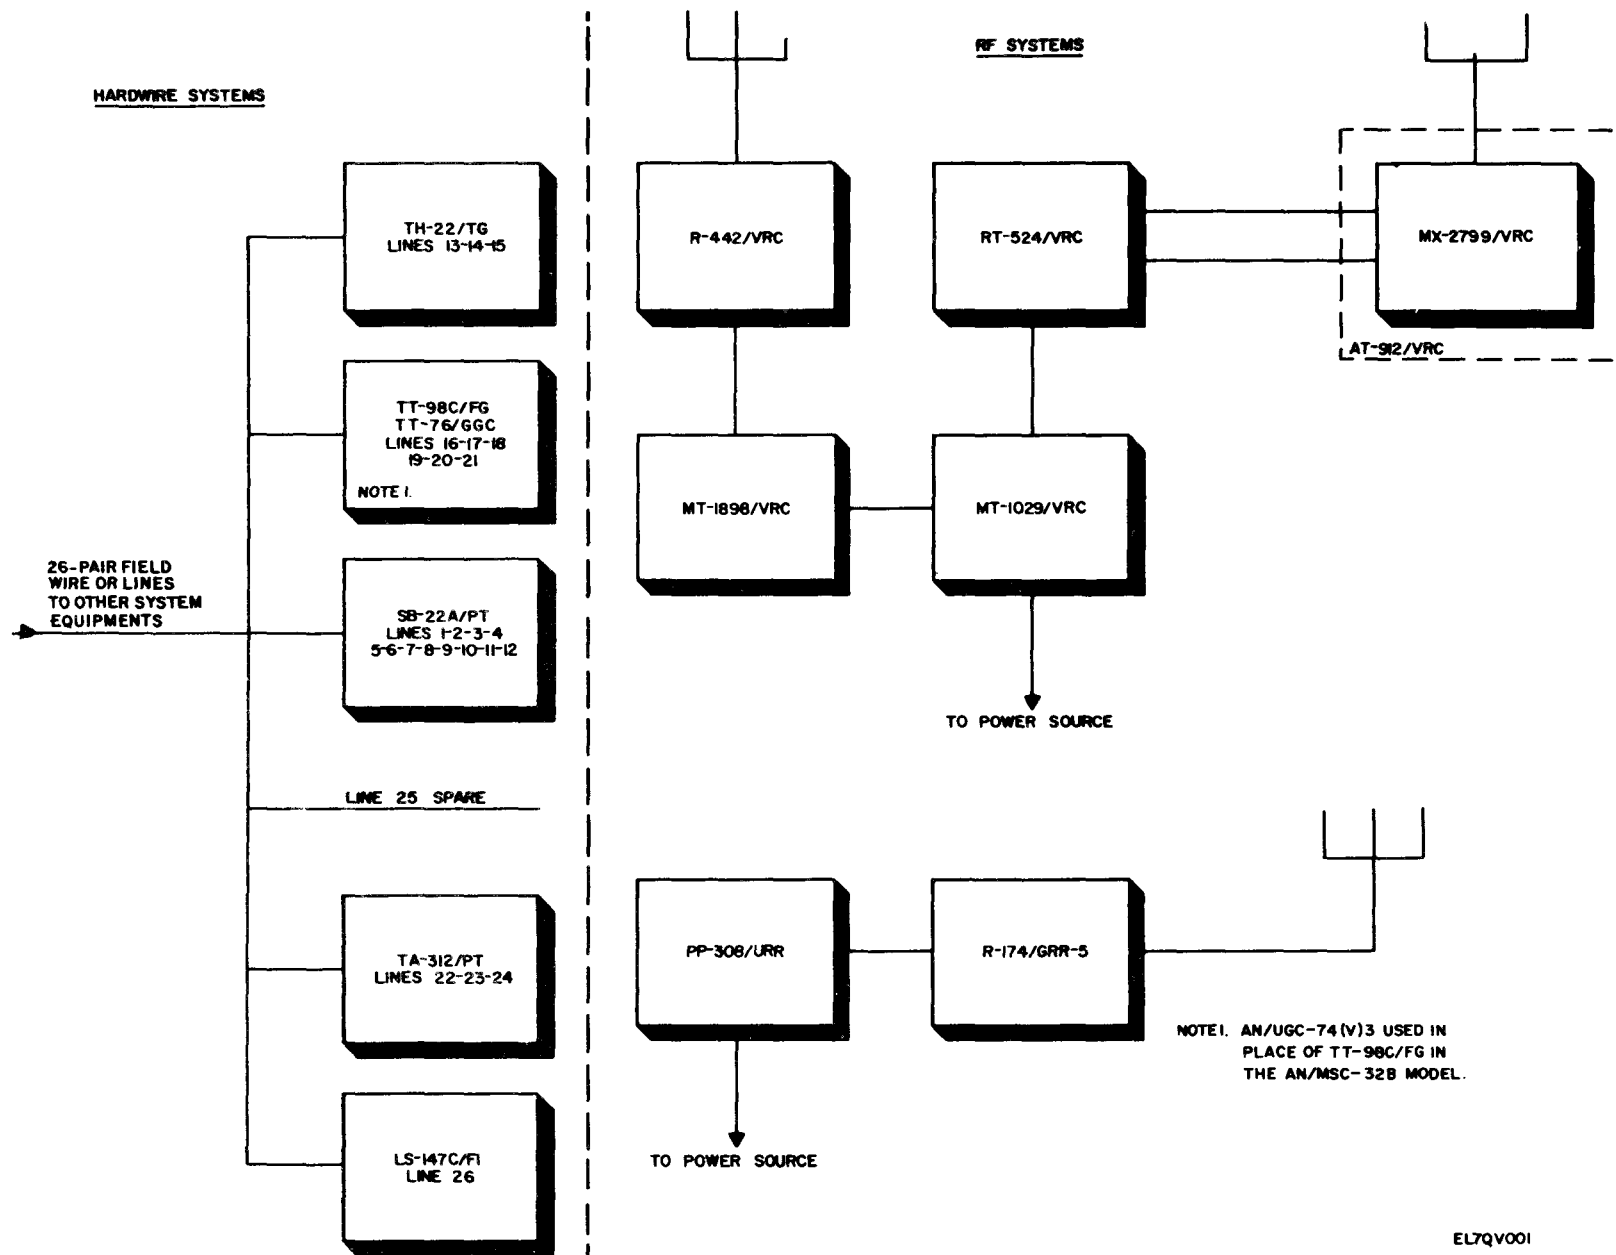 HARDWIRE SYSTEMS
RF SYSTEMS
TH-22/TG
LINES 13-14-15
TT-98C/FG
TT-76/GGC
LINES 16-17-18
19-20-21
NOTE 1.
26-PAIR FIELD
WIRE OR LINES
TO OTHER SYSTEM
EQUIPMENTS
SB-22A/PT
LINES 1-2-3-4
5-6-7-8-9-10-11-12
LINE 25 SPARE
TA-312/PT
LINES 22-23-24
LS-147C/FI
LINE 26
R-442/VRC
RT-524/VRC
MX-2799/VRC
AT-912/VRC
MT-1898/VRC
MT-1029/VRC
TO POWER SOURCE
PP-308/URR
R-174/GRR-5
TO POWER SOURCE
NOTE 1. AN/UGC-74(V)3 USED IN
PLACE OF TT-98C/FG IN
THE AN/MSC-32B MODEL.
EL7QV001